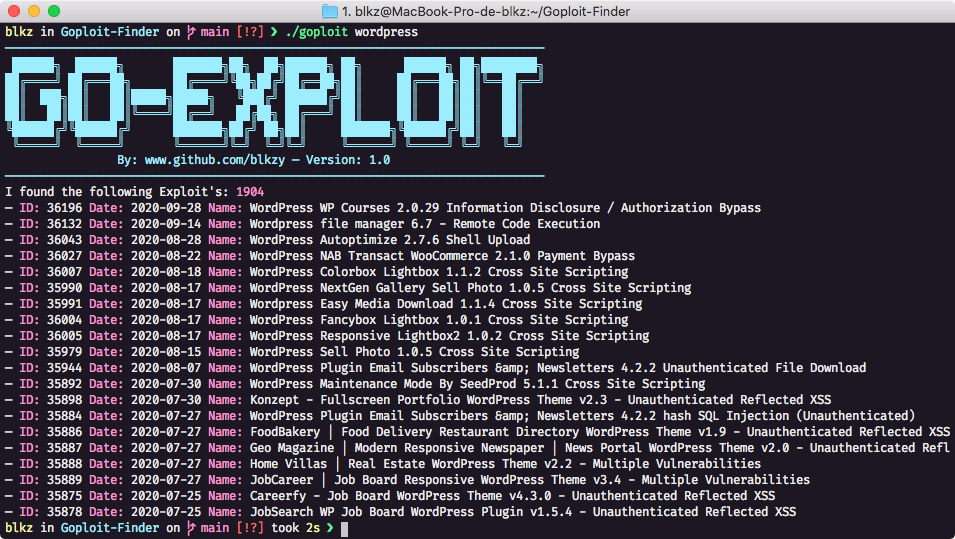 1. blkz@MacBook-Pro-de-blkz:~/Goploit-Finder
blkz in Goploit-Finder on main [!?] ❯ ./goploit wordpress
GO-EXPLOIT
By: www.github.com/blkzy — Version: 1.0
I found the following Exploit's: 1904
— ID: 36196 Date: 2020-09-28 Name: WordPress WP Courses 2.0.29 Information Disclosure / Authorization Bypass
— ID: 36132 Date: 2020-09-14 Name: Wordpress file manager 6.7 - Remote Code Execution
— ID: 36043 Date: 2020-08-28 Name: WordPress Autoptimize 2.7.6 Shell Upload
— ID: 36027 Date: 2020-08-22 Name: WordPress NAB Transact WooCommerce 2.1.0 Payment Bypass
— ID: 36007 Date: 2020-08-18 Name: WordPress Colorbox Lightbox 1.1.2 Cross Site Scripting
— ID: 35990 Date: 2020-08-17 Name: WordPress NextGen Gallery Sell Photo 1.0.5 Cross Site Scripting
— ID: 35991 Date: 2020-08-17 Name: Wordpress Easy Media Download 1.1.4 Cross Site Scripting
— ID: 36004 Date: 2020-08-17 Name: WordPress Fancybox Lightbox 1.0.1 Cross Site Scripting
— ID: 36005 Date: 2020-08-17 Name: WordPress Responsive Lightbox2 1.0.2 Cross Site Scripting
— ID: 35979 Date: 2020-08-15 Name: WordPress Sell Photo 1.0.5 Cross Site Scripting
— ID: 35944 Date: 2020-08-07 Name: WordPress Plugin Email Subscribers &amp; Newsletters 4.2.2 Unauthenticated File Download
— ID: 35892 Date: 2020-07-30 Name: WordPress Maintenance Mode By SeedProd 5.1.1 Cross Site Scripting
— ID: 35898 Date: 2020-07-30 Name: Konzept - Fullscreen Portfolio WordPress Theme v2.3 - Unauthenticated Reflected XSS
— ID: 35884 Date: 2020-07-27 Name: WordPress Plugin Email Subscribers &amp; Newsletters 4.2.2 hash SQL Injection (Unauthenticated)
— ID: 35886 Date: 2020-07-27 Name: FoodBakery | Food Delivery Restaurant Directory WordPress Theme v1.9 - Unauthenticated Reflected XSS
— ID: 35887 Date: 2020-07-27 Name: Geo Magazine | Modern Responsive Newspaper | News Portal WordPress Theme v2.0 - Unauthenticated Refl
— ID: 35888 Date: 2020-07-27 Name: Home Villas | Real Estate WordPress Theme v2.2 - Multiple Vulnerabilities
— ID: 35889 Date: 2020-07-27 Name: JobCareer | Job Board Responsive WordPress Theme v3.4 - Multiple Vulnerabilities
— ID: 35875 Date: 2020-07-25 Name: Careerfy - Job Board WordPress Theme v4.3.0 - Unauthenticated Reflected XSS
— ID: 35878 Date: 2020-07-25 Name: JobSearch WP Job Board WordPress Plugin v1.5.4 - Unauthenticated Reflected XSS
blkz in Goploit-Finder on main [!?] took 2s ❯